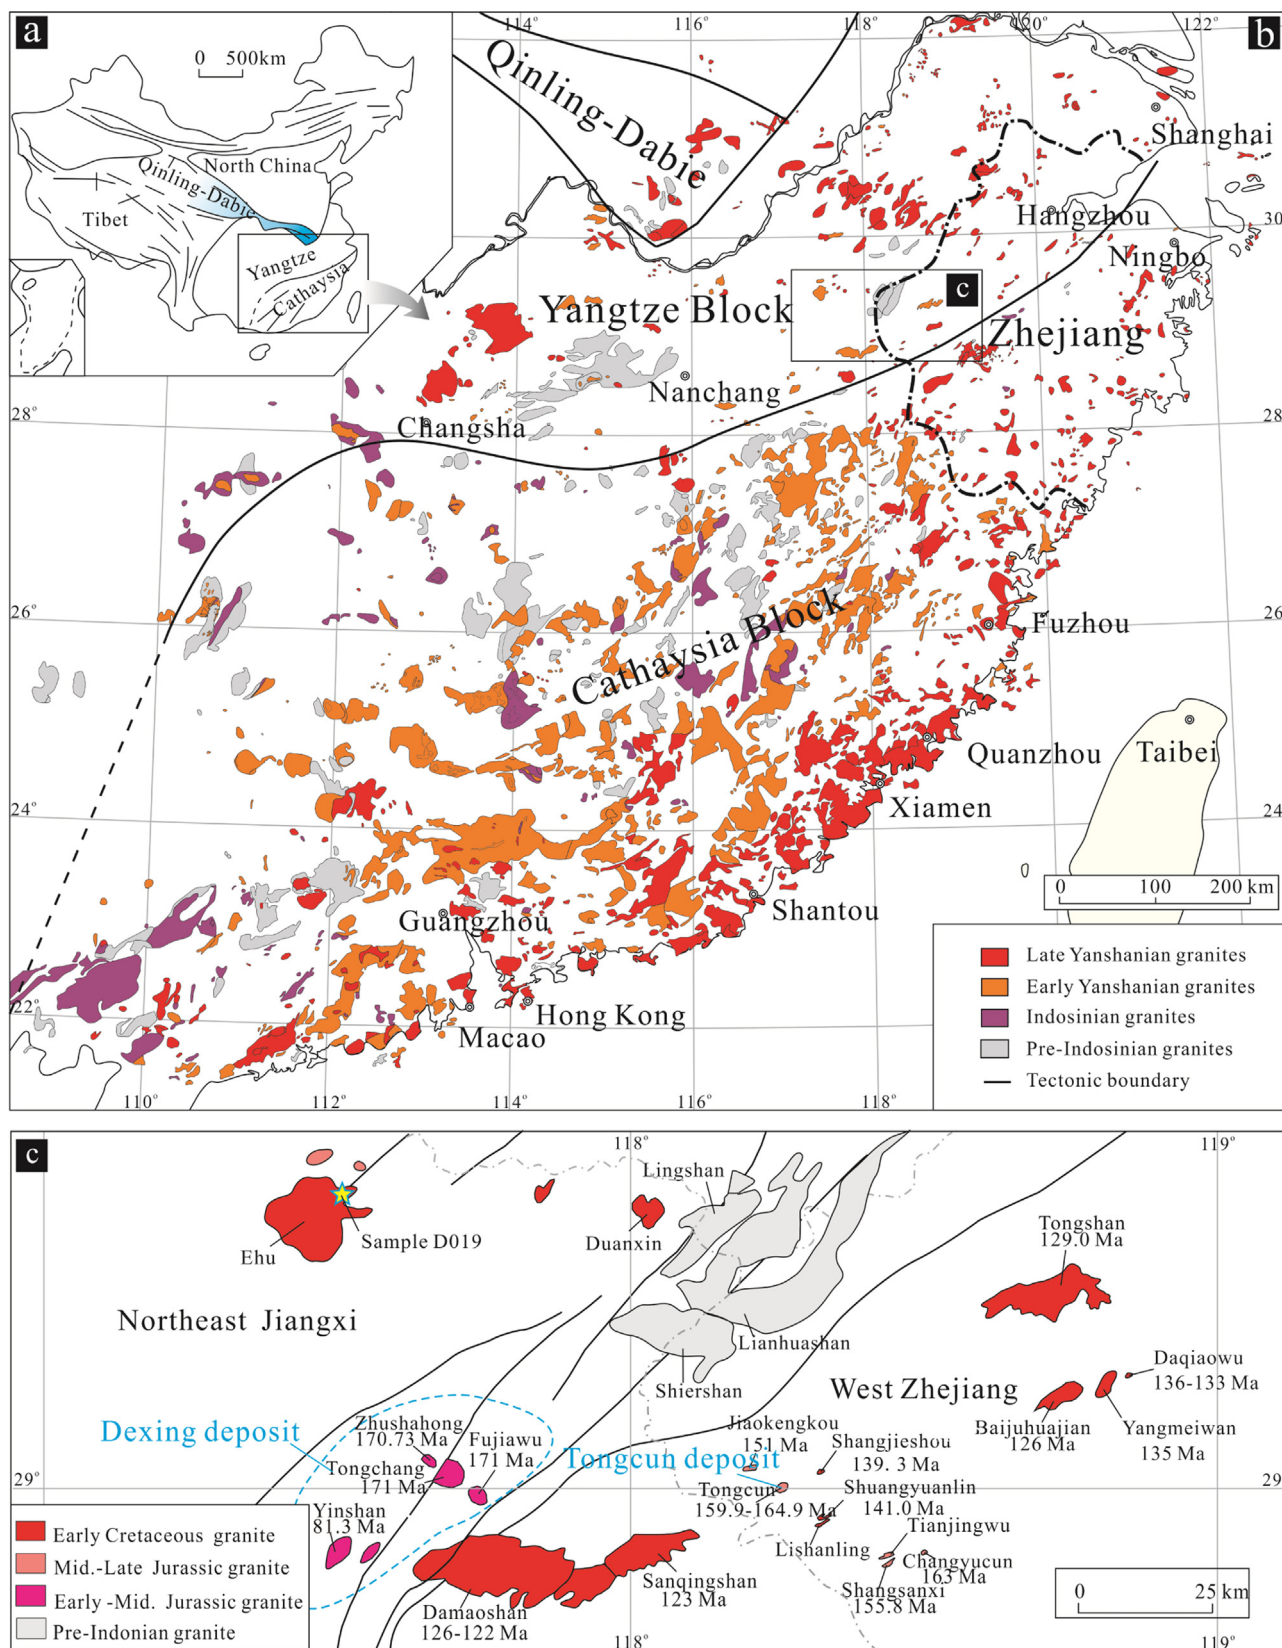 a
0 500km
North China
Qinling-Dabie
Tibet
Yangtze
Cathaysia
b
114°
116°
118°
120°
122°
Qinling-Dabie
Shanghai
Hangzhou
30
Ningbo
c
Yangtze Block
Zhejiang
Nanchang
28°
28
Changsha
26°
26
Cathaysia Block
Fuzhou
Quanzhou
Taibei
Xiamen
24°
24
0 100 200 km
Shantou
Guangzhou
Hong Kong
Macao
22°
110°
112°
114°
116°
118°
Late Yanshanian granites
Early Yanshanian granites
Indosinian granites
Pre-Indosinian granites
Tectonic boundary
c
118°
119°
Lingshan
Ehu
Sample D019
Duanxin
Tongshan
129.0 Ma
Northeast Jiangxi
Lianhuashan
Shiershan
West Zhejiang
Daqiaowu
136-133 Ma
Baijuhuajian
126 Ma
Yangmeiwan
135 Ma
Dexing deposit
Zhushahong
170.73 Ma
Fujiawu
171 Ma
Tongchang
171 Ma
Jiaokengkou
151 Ma
Tongcun deposit
Shangjieshou
139. 3 Ma
29°
29
Tongcun
159.9-164.9 Ma
Shuangyuanlin
141.0 Ma
Yinshan
81.3 Ma
Lishanling
Tianjingwu
Changyucun
163 Ma
Shangsanxi
155.8 Ma
Sanqingshan
123 Ma
Damaoshan
126-122 Ma
Early Cretaceous granite
Mid.-Late Jurassic granite
Early -Mid. Jurassic granite
Pre-Indonian granite
0 25 km
118°
119°